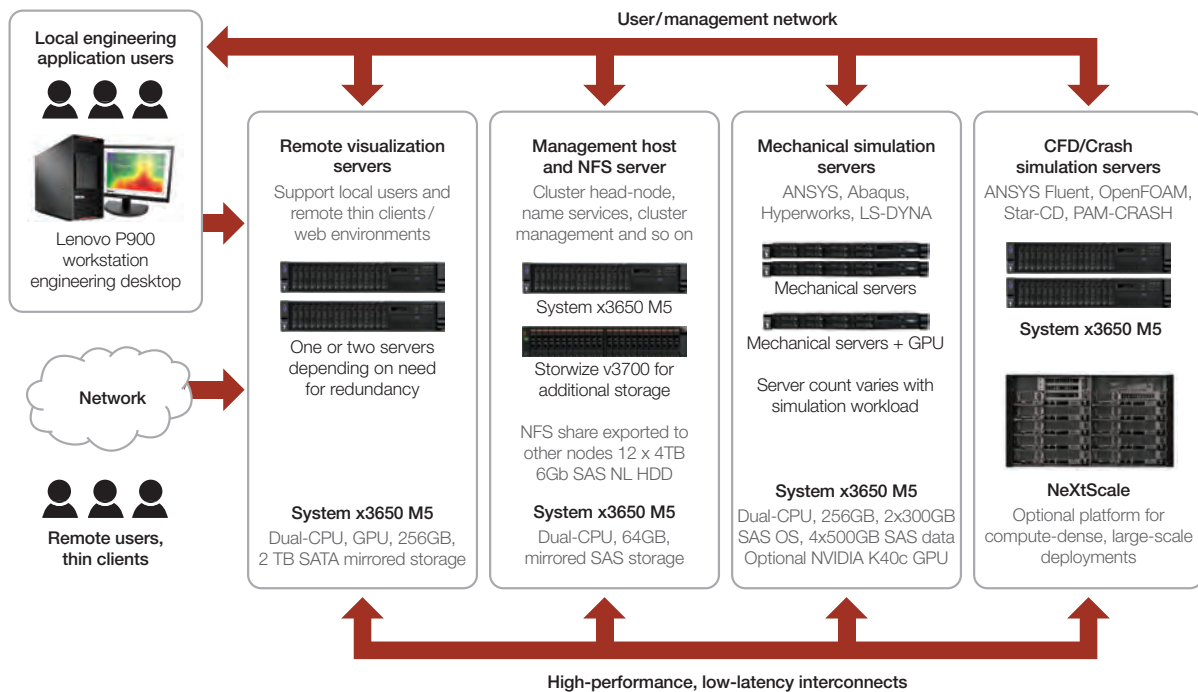 User/management network
Local engineering
application users
Lenovo P900
workstation
engineering desktop
Network
Remote users,
thin clients
Remote visualization
servers
Support local users and
remote thin clients/
web environments
One or two servers
depending on need
for redundancy
System x3650 M5
Dual-CPU, GPU, 256GB,
2 TB SATA mirrored storage
Management host
and NFS server
Cluster head-node,
name services, cluster
management and so on
System x3650 M5
Storwize v3700 for
additional storage
NFS share exported to
other nodes 12 x 4TB
6Gb SAS NL HDD
System x3650 M5
Dual-CPU, 64GB,
mirrored SAS storage
Mechanical simulation
servers
ANSYS, Abaqus,
Hyperworks, LS-DYNA
Mechanical servers
Mechanical servers + GPU
Server count varies with
simulation workload
System x3650 M5
Dual-CPU, 256GB, 2x300GB
SAS OS, 4x500GB SAS data
Optional NVIDIA K40c GPU
CFD/Crash
simulation servers
ANSYS Fluent, OpenFOAM,
Star-CD, PAM-CRASH
System x3650 M5
NeXtScale
Optional platform for
compute-dense, large-scale
deployments
High-performance, low-latency interconnects